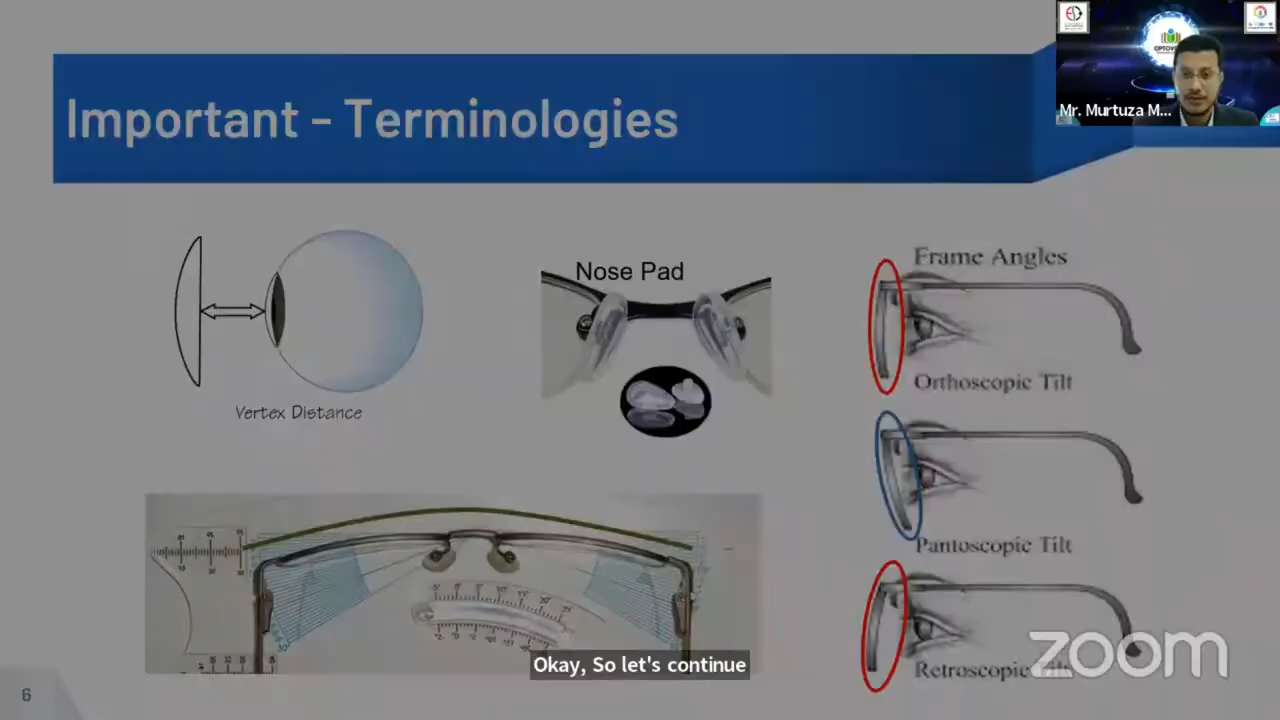 Important - Terminologies
Mr. Murtuza M...
Nose Pad
Vertex Distance
Frame Angles
Orthoscopic Tilt
Pantoscopic Tilt
Retroscopic
zoom
Okay, So let's continue
6